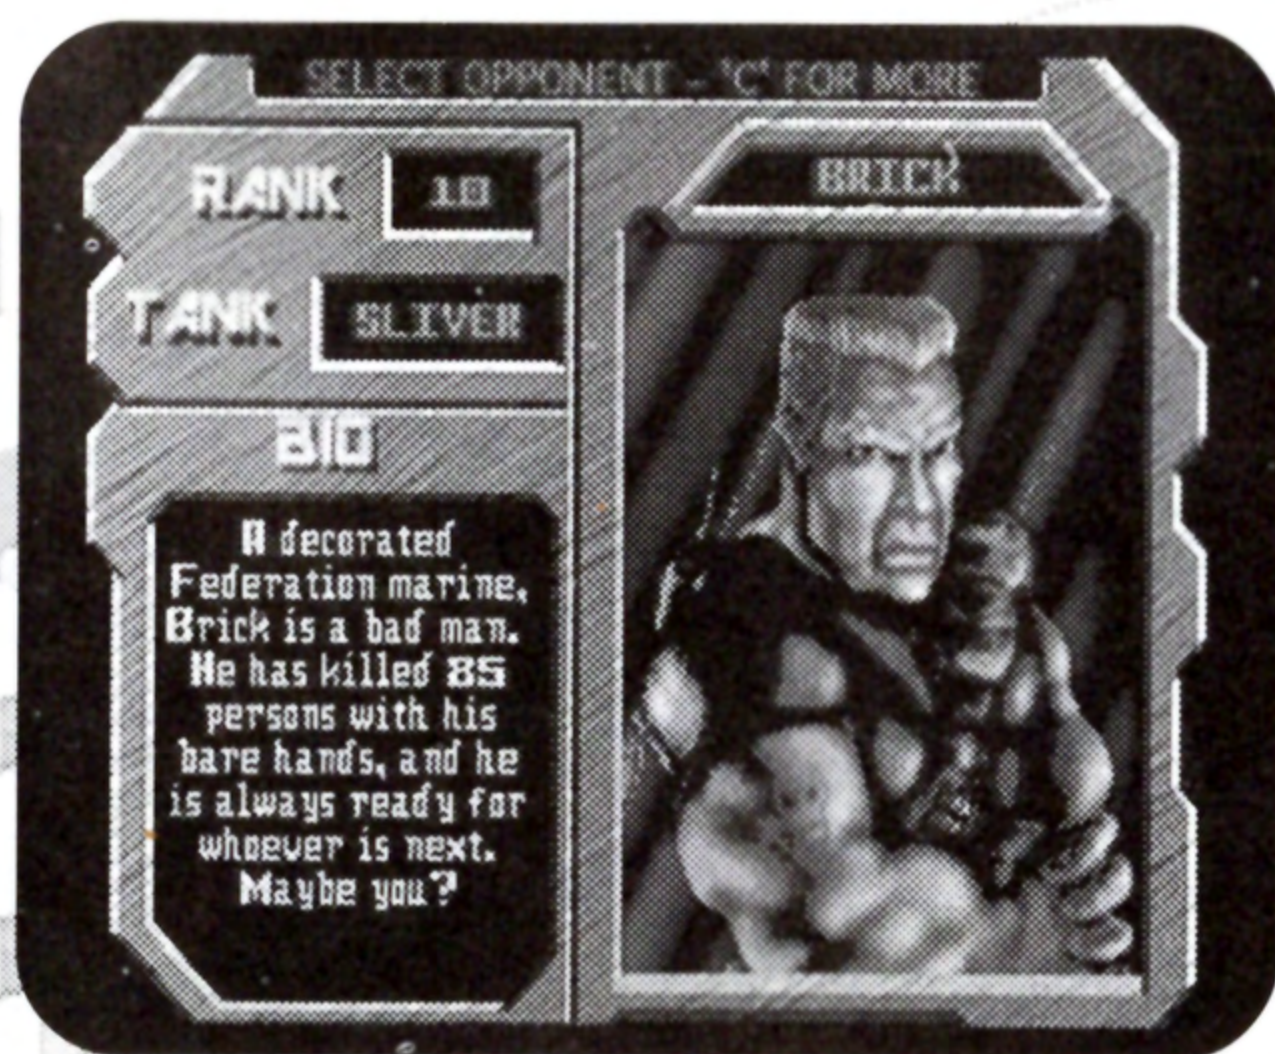 SELECT OPPONENT - 'C' FOR MORE
RANK 10
TANK SLIVER
BIO
A decorated
Federation marine,
Brick is a bad man.
He has killed 85
persons with his
bare hands, and he
is always ready for
whoever is next.
Maybe you?
BRICK